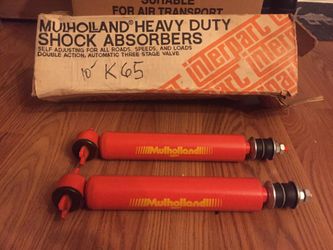 SUITABLE
FOR AIR TRANSPORT
MULHOLLAND® HEAVY DUTY
SHOCK ABSORBERS
SELF ADJUSTING FOR ALL ROADS, SPEEDS, AND LOADS
DOUBLE ACTION, AUTOMATIC THREE STAGE VALVE
interpart
10" K65
Mulholland
Mulholland